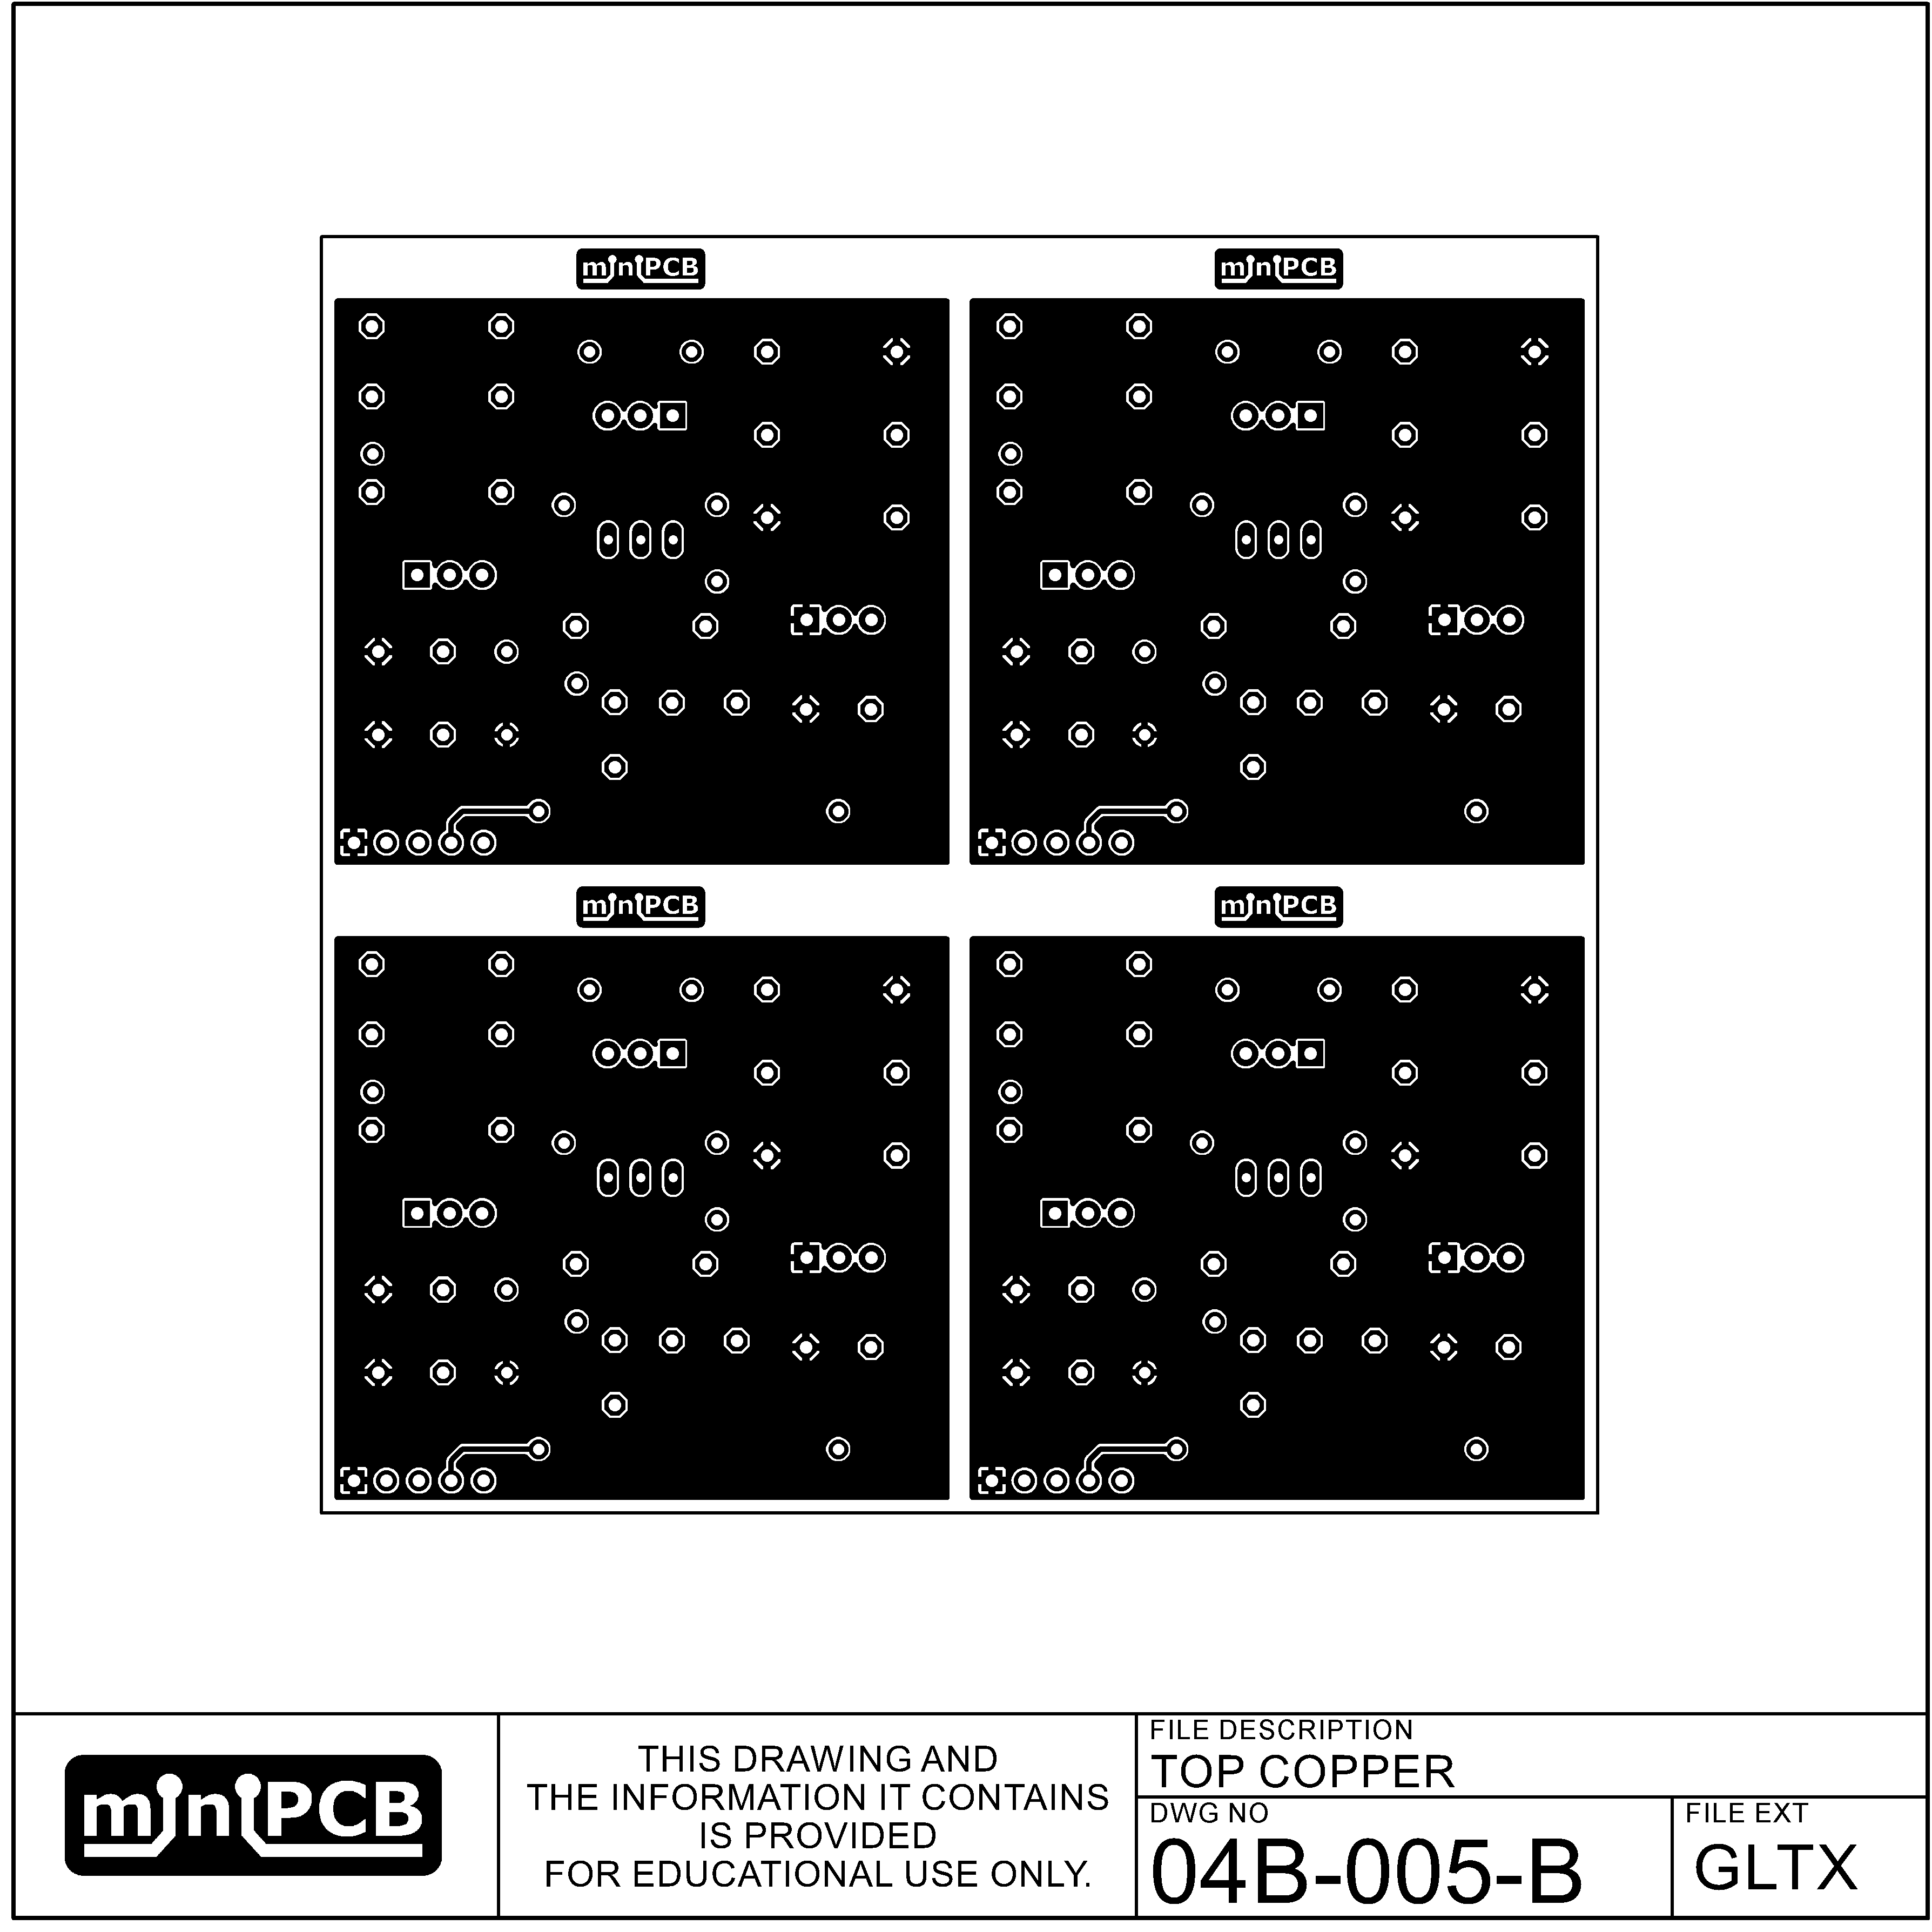 miniPCB
miniPCB
miniPCB
miniPCB
miniPCB
THIS DRAWING AND
THE INFORMATION IT CONTAINS
IS PROVIDED
FOR EDUCATIONAL USE ONLY.
FILE DESCRIPTION
TOP COPPER
DWG NO
04B-005-B
FILE EXT
GLTX